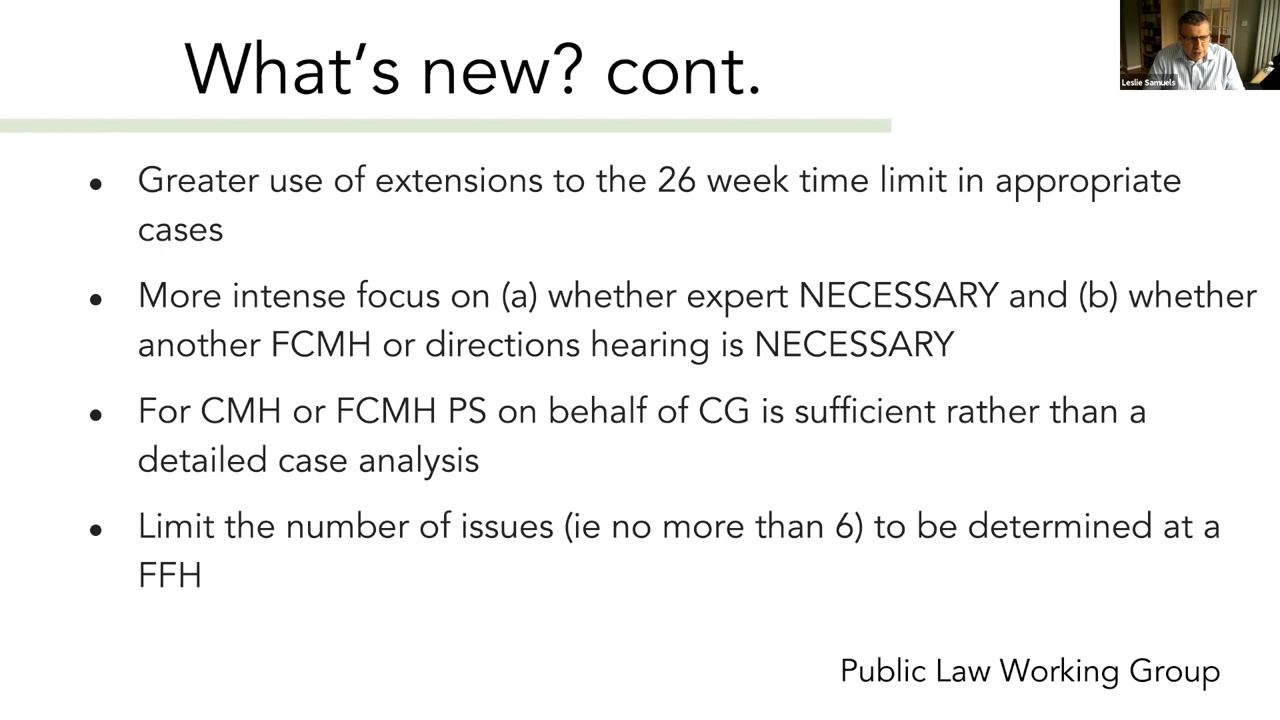 What's new? cont.
Leslie Samuels
• Greater use of extensions to the 26 week time limit in appropriate
cases
• More intense focus on (a) whether expert NECESSARY and (b) whether
another FCMH or directions hearing is NECESSARY
• For CMH or FCMH PS on behalf of CG is sufficient rather than a
detailed case analysis
• Limit the number of issues (ie no more than 6) to be determined at a
FFH
Public Law Working Group